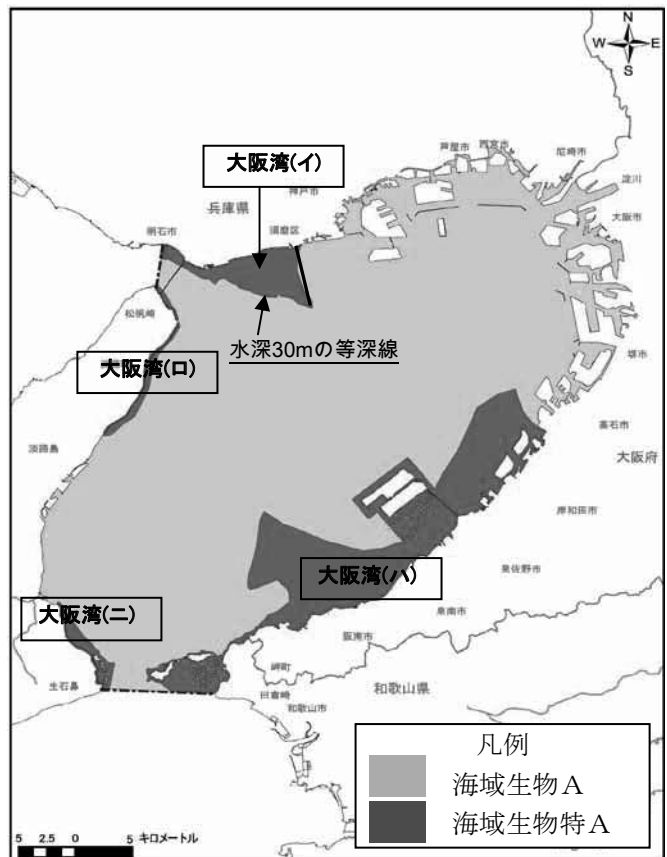 N
W E
S
大阪湾(イ)
芦屋市
西宮市
尼崎市
淀川
神戸市
兵庫県
大阪市
明石市
須磨区
松帆崎
水深30mの等深線
堺市
大阪湾(ロ)
高石市
大阪府
淡路島
岸和田市
大阪湾(ハ)
泉佐野市
大阪湾(ニ)
泉南市
阪南市
岬町
生石鼻
和歌山県
田倉崎
和歌山市
凡例
海域生物A
海域生物特A
5 2.5 0 5 キロメートル